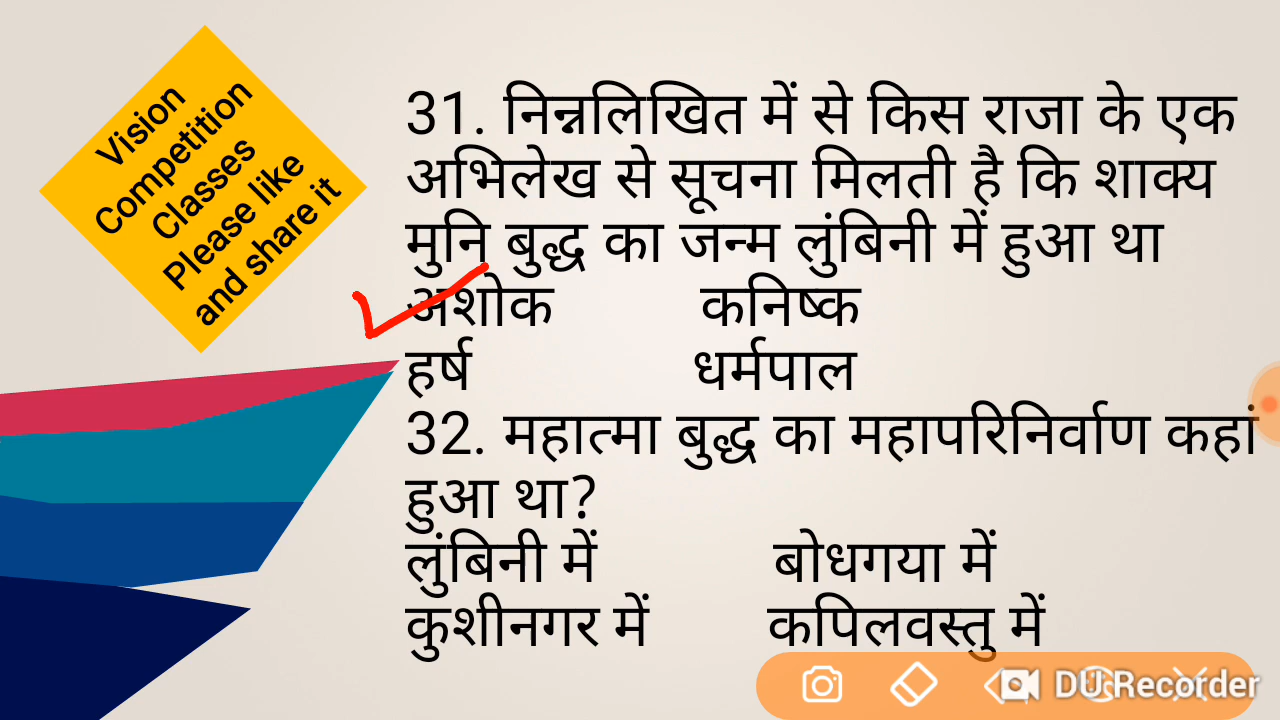 Vision
Competition
Classes
Please like
and share it
31. निन्नलिखित में से किस राजा के एक
अभिलेख से सूचना मिलती है कि शाक्य
मुनि बुद्ध का जन्म लुंबिनी में हुआ था
अशोक कनिष्क
हर्ष धर्मपाल
32. महात्मा बुद्ध का महापरिनिर्वाण कहां
हुआ था?
लुंबिनी में बोधगया में
कुशीनगर में कपिलवस्तु में
DU Recorder